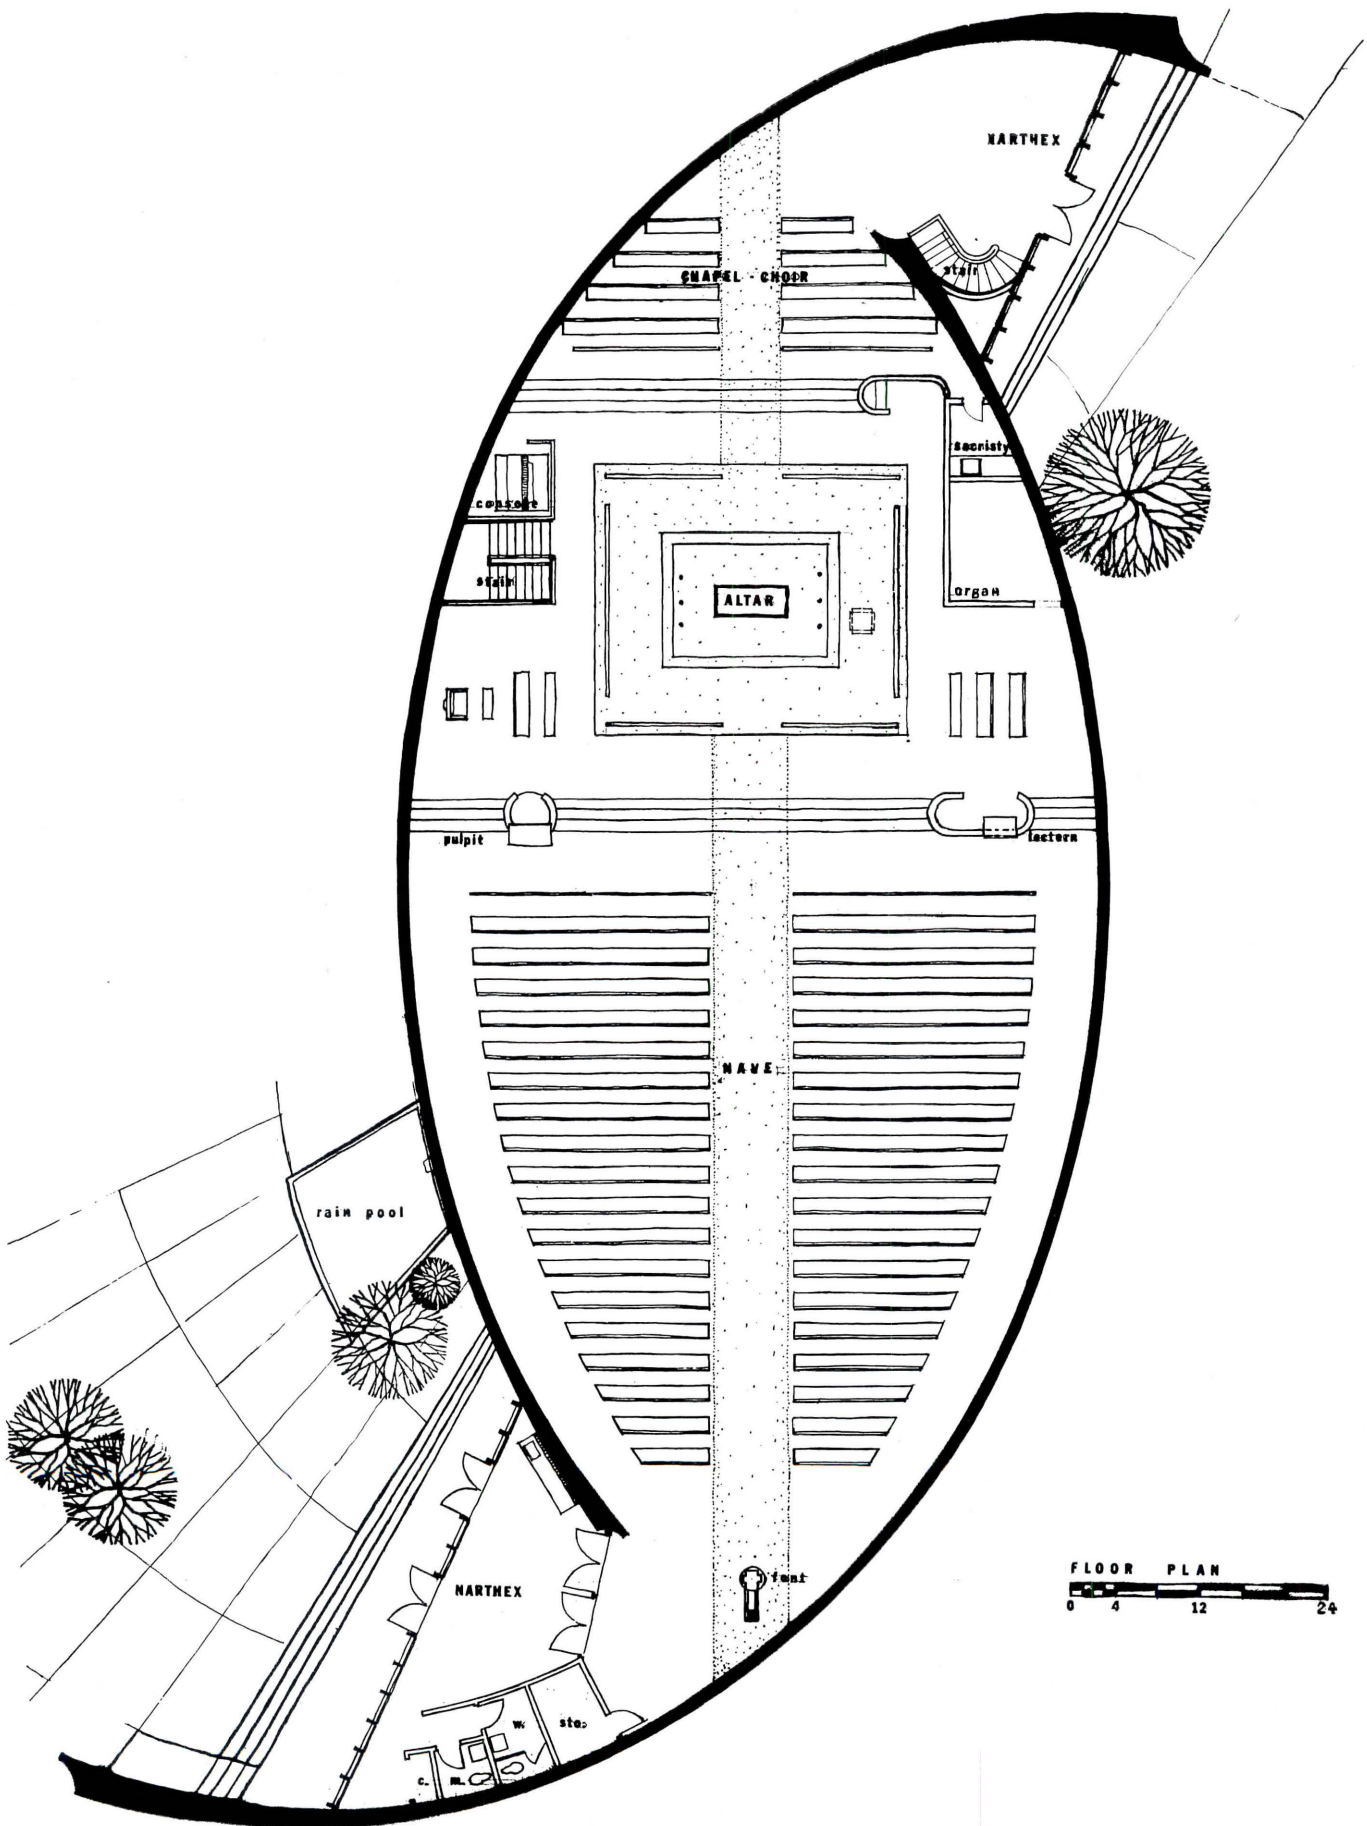 NARTHEX
stair
CHAPEL - CHOIR
sacristy
console
stair
ALTAR
organ
pulpit
lectern
NAVE
rain pool
font
NARTHEX
FLOOR PLAN
0 4 12 24
w.
sto.
c. m.